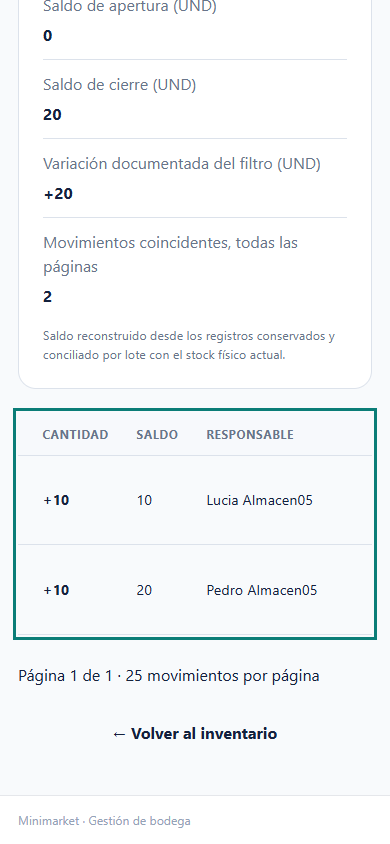 Saldo de apertura (UND)
0
Saldo de cierre (UND)
20
Variación documentada del filtro (UND)
+20
Movimientos coincidentes, todas las
páginas
2
Saldo reconstruido desde los registros conservados y
conciliado por lote con el stock físico actual.
CANTIDAD SALDO RESPONSABLE
+10 10 Lucia Almacen05
+10 20 Pedro Almacen05
Página 1 de 1 · 25 movimientos por página
← Volver al inventario
Minimarket · Gestión de bodega